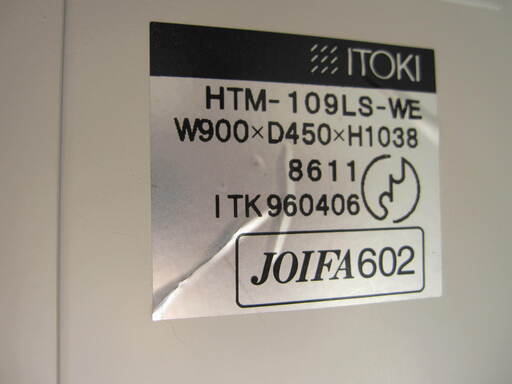 ITOKI
HTM-109LS-WE
W900×D450×H1038
8611
ITK960406
JOIFA602